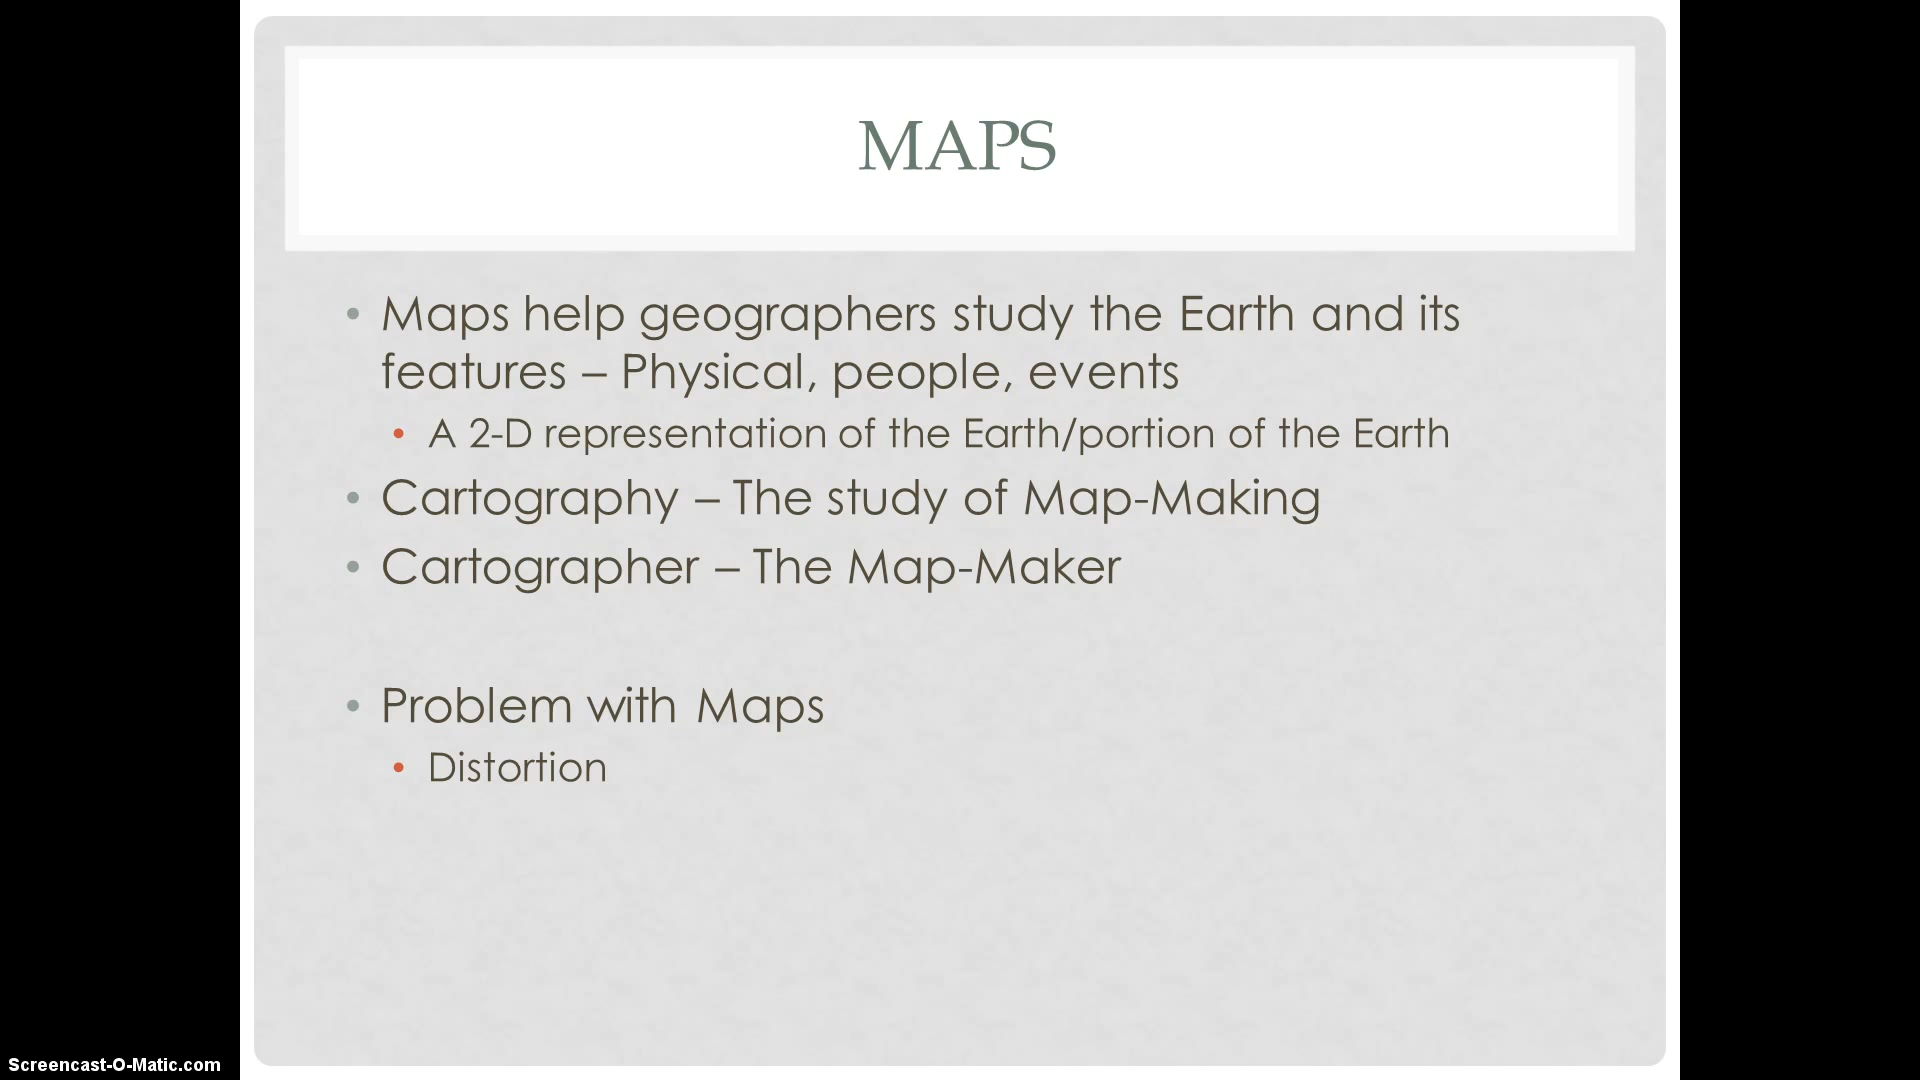 MAPS
• Maps help geographers study the Earth and its
features – Physical, people, events
• A 2-D representation of the Earth/portion of the Earth
• Cartography – The study of Map-Making
• Cartographer – The Map-Maker
• Problem with Maps
• Distortion
Screencast-O-Matic.com